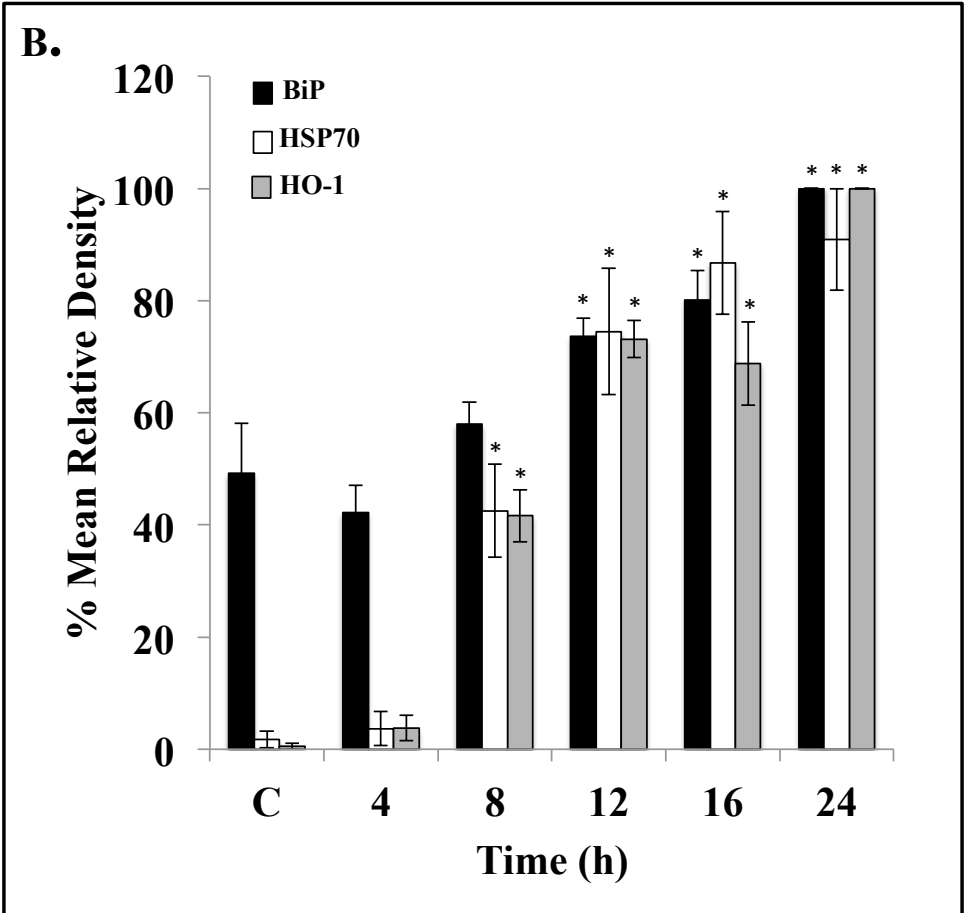 B.
BiP
HSP70
HO-1
% Mean Relative Density
120
100
80
60
40
20
0
* * * * * * * * * * *
C 4 8 12 16 24
Time (h)